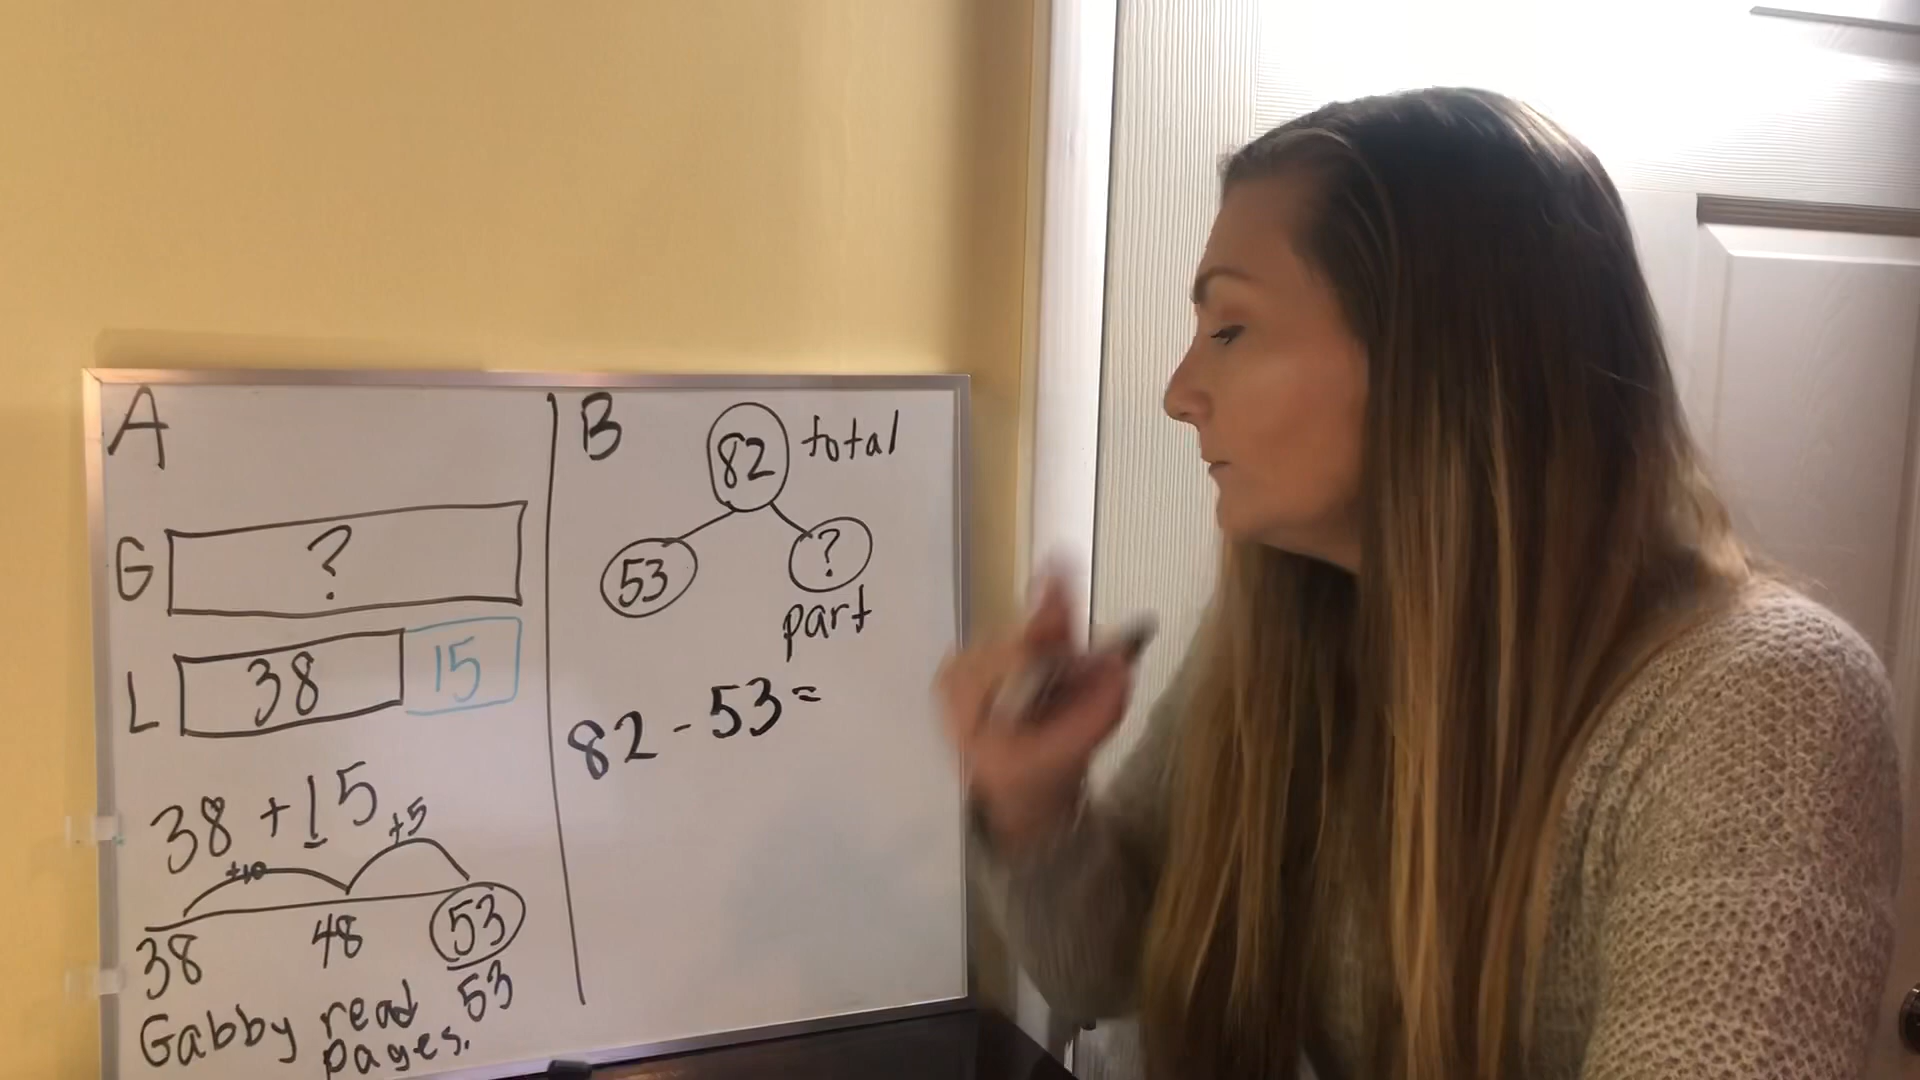 A
G ?
L 38 15
38 + 15
+10 +5
38 48 53
53
Gabby read
pages.
B
82 total
53 ?
part
82 - 53 =